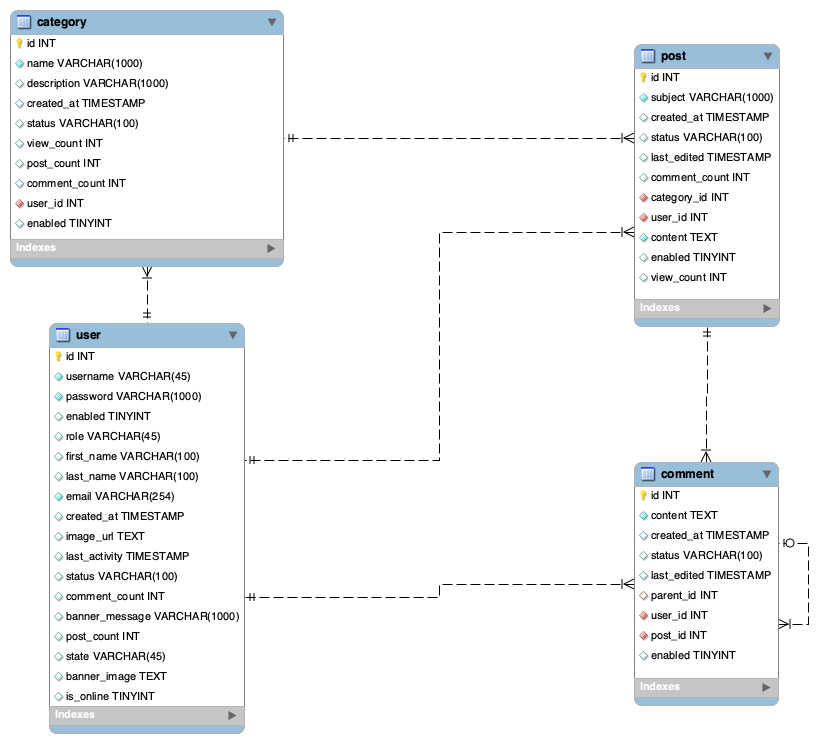 category
id INT
name VARCHAR(1000)
description VARCHAR(1000)
created_at TIMESTAMP
status VARCHAR(100)
view_count INT
post_count INT
comment_count INT
user_id INT
enabled TINYINT
Indexes
user
id INT
username VARCHAR(45)
password VARCHAR(1000)
enabled TINYINT
role VARCHAR(45)
first_name VARCHAR(100)
last_name VARCHAR(100)
email VARCHAR(254)
created_at TIMESTAMP
image_url TEXT
last_activity TIMESTAMP
status VARCHAR(100)
comment_count INT
banner_message VARCHAR(1000)
post_count INT
state VARCHAR(45)
banner_image TEXT
is_online TINYINT
Indexes
post
id INT
subject VARCHAR(1000)
created_at TIMESTAMP
status VARCHAR(100)
last_edited TIMESTAMP
comment_count INT
category_id INT
user_id INT
content TEXT
enabled TINYINT
view_count INT
Indexes
comment
id INT
content TEXT
created_at TIMESTAMP
status VARCHAR(100)
last_edited TIMESTAMP
parent_id INT
user_id INT
post_id INT
enabled TINYINT
Indexes